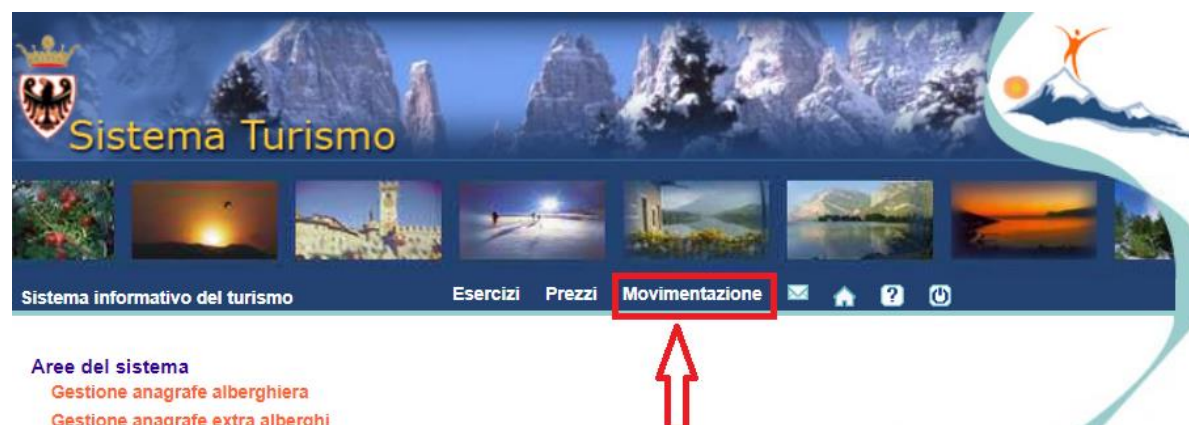 Sistema Turismo
Sistema informativo del turismo Esercizi Prezzi Movimentazione ?
Aree del sistema
Gestione anagrafe alberghiera
Gestione anagrafe extra alberghi